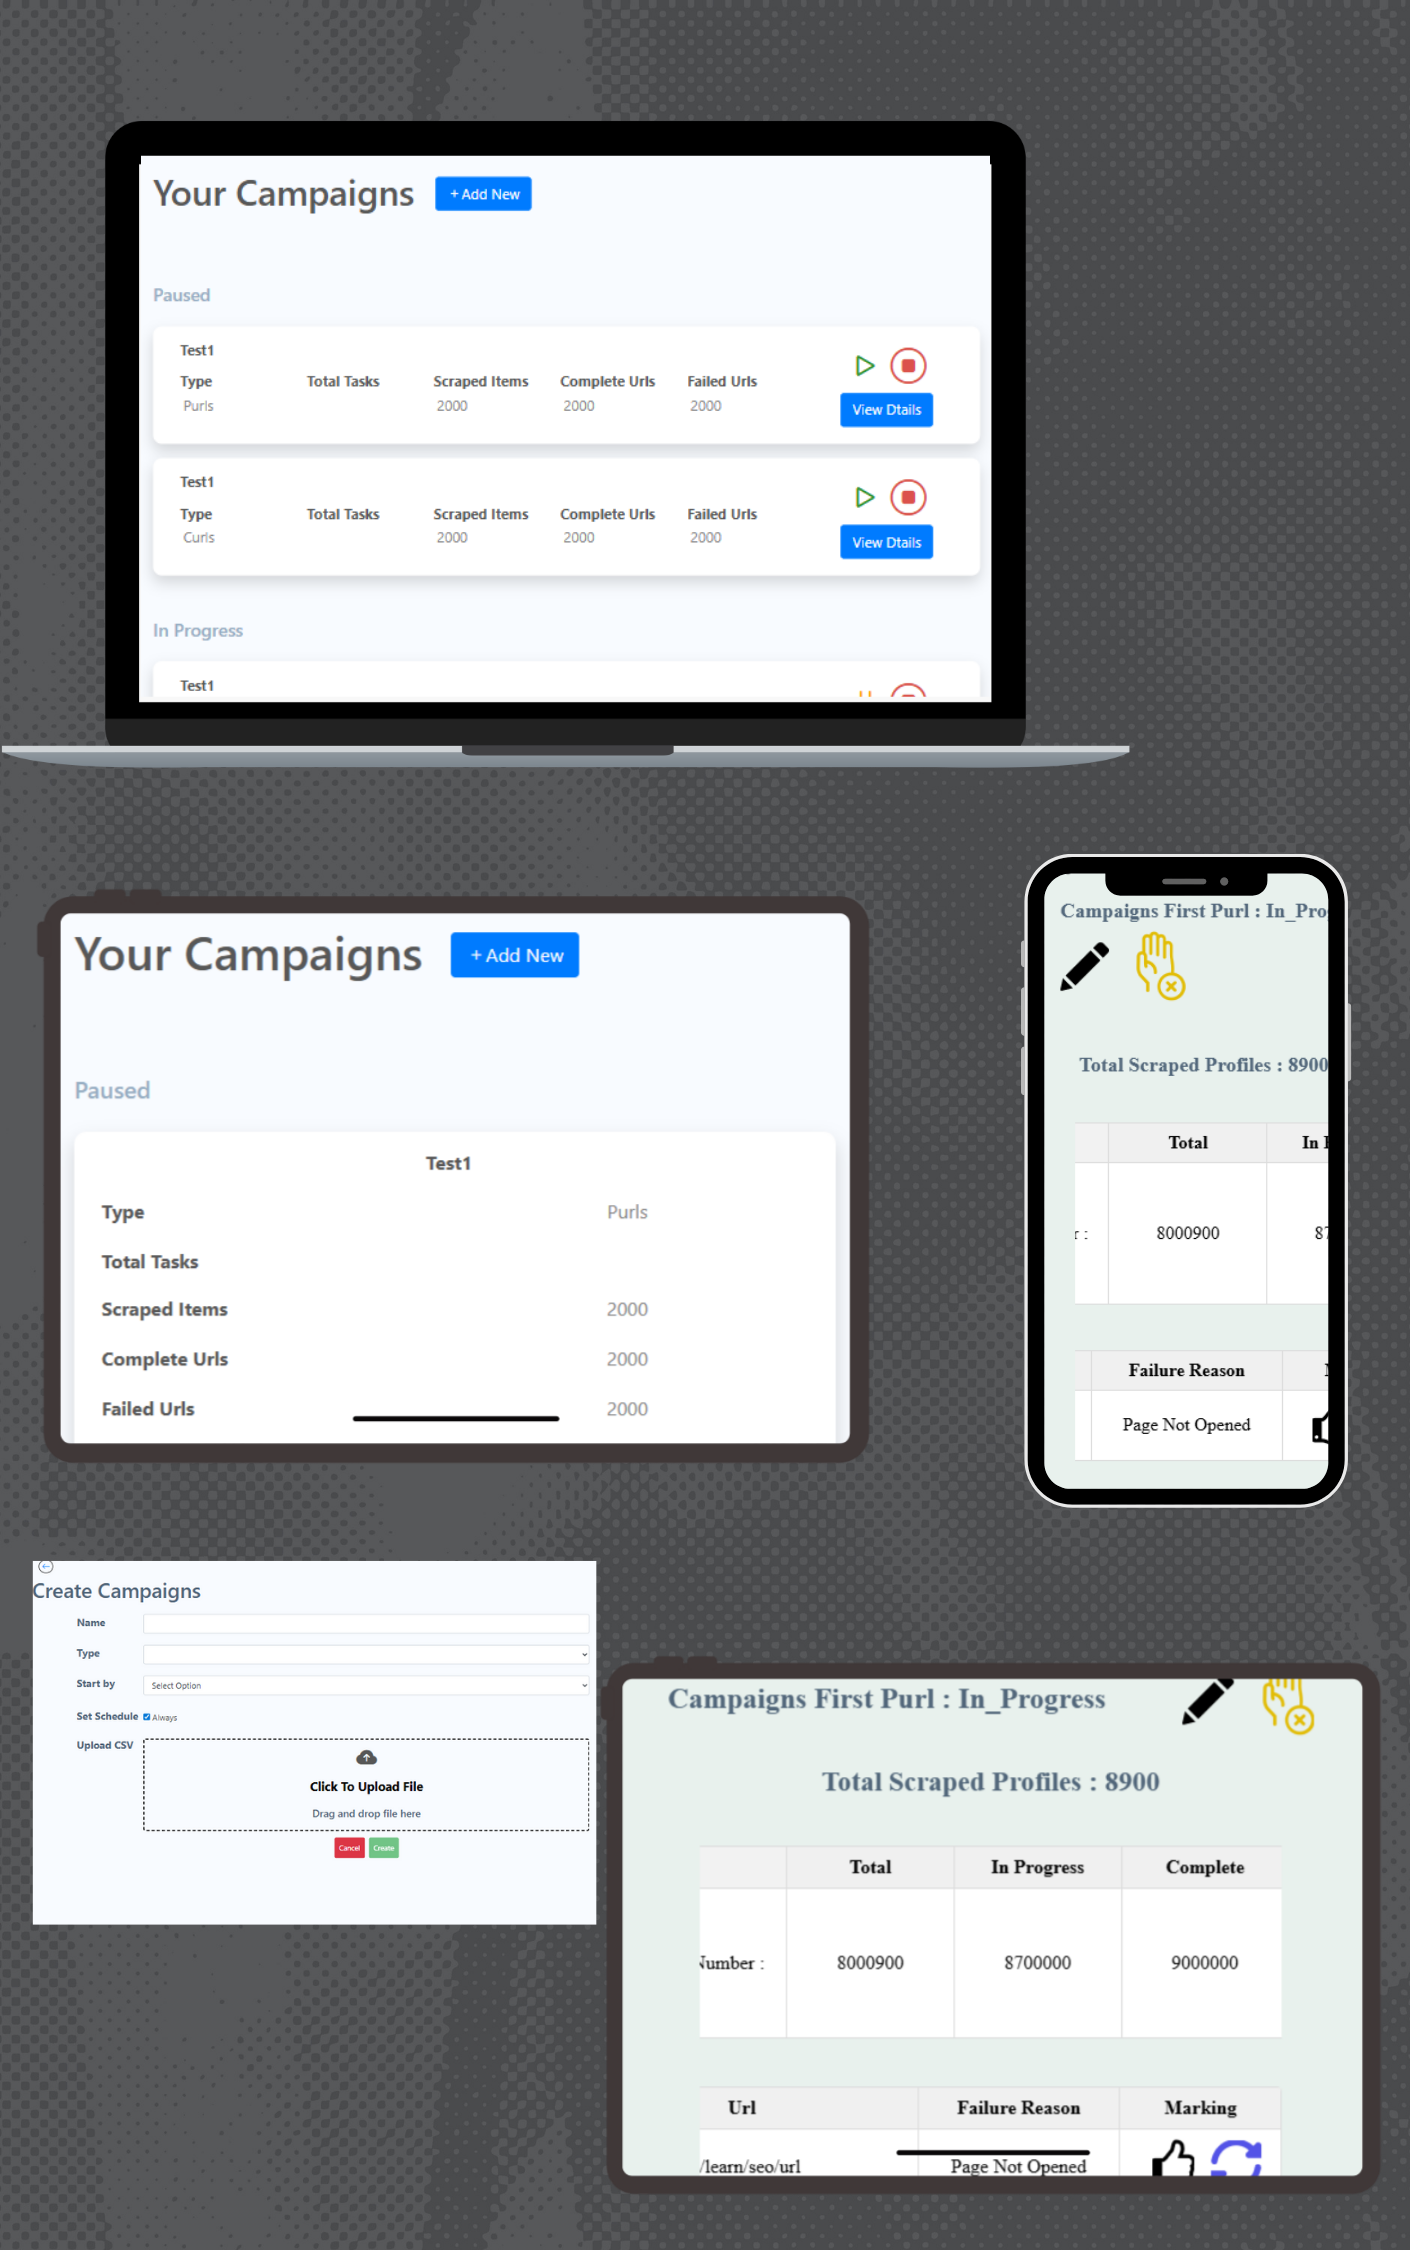 Your Campaigns + Add New
Paused
Test1
Type Total Tasks Scraped Items Complete Urls Failed Urls
Purls 2000 2000 2000
View Dtails
Test1
Type Total Tasks Scraped Items Complete Urls Failed Urls
Curls 2000 2000 2000
View Dtails
In Progress
Test1
Your Campaigns + Add New
Paused
Test1
Type Purls
Total Tasks
Scraped Items 2000
Complete Urls 2000
Failed Urls 2000
Campaigns First Purl : In_Pro
Total Scraped Profiles : 8900
Total In
r : 8000900 87
Failure Reason
Page Not Opened
Create Campaigns
Name
Type
Start by Select Option
Set Schedule Always
Upload CSV
Click To Upload File
Drag and drop file here
Cancel Create
Campaigns First Purl : In_Progress
Total Scraped Profiles : 8900
Total In Progress Complete
Number : 8000900 8700000 9000000
Url Failure Reason Marking
/learn/seo/url Page Not Opened